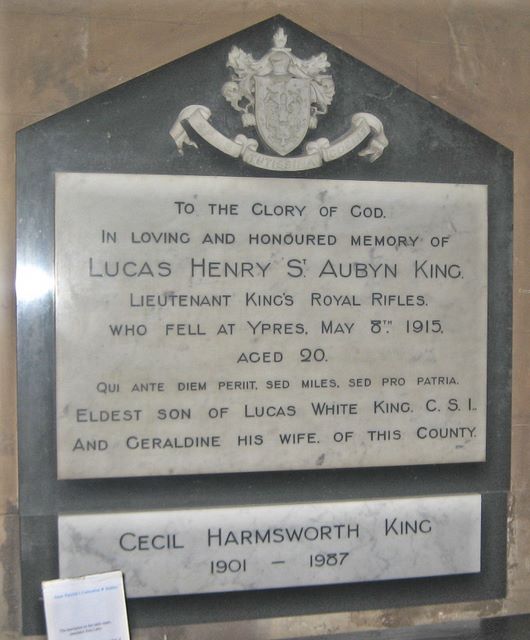 TUTISSIMA
TO THE GLORY OF GOD.
IN LOVING AND HONOURED MEMORY OF
LUCAS HENRY ST AUBYN KING.
LIEUTENANT KING'S ROYAL RIFLES.
WHO FELL AT YPRES, MAY 8TH 1915.
AGED 20.
QUI ANTE DIEM PERIIT. SED MILES, SED PRO PATRIA.
ELDEST SON OF LUCAS WHITE KING. C. S. I.,
AND GERALDINE HIS WIFE. OF THIS COUNTY.
CECIL HARMSWORTH KING
1901 — 1987